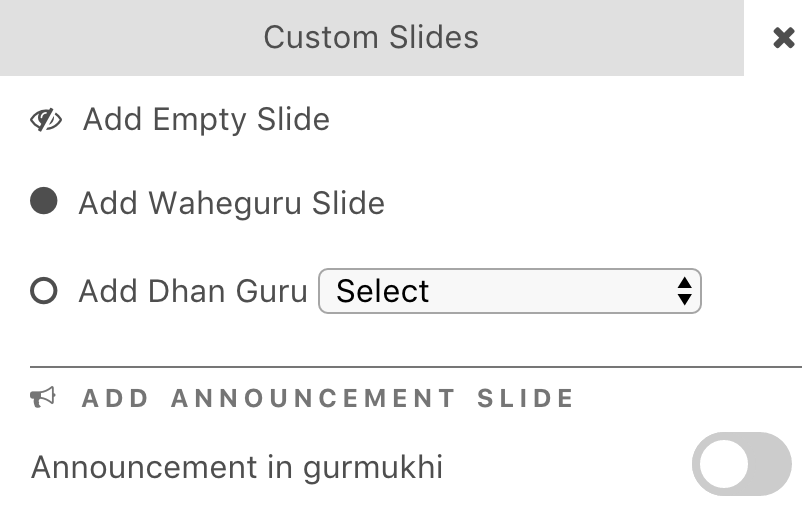 Custom Slides
Add Empty Slide
Add Waheguru Slide
Add Dhan Guru Select
ADD ANNOUNCEMENT SLIDE
Announcement in gurmukhi